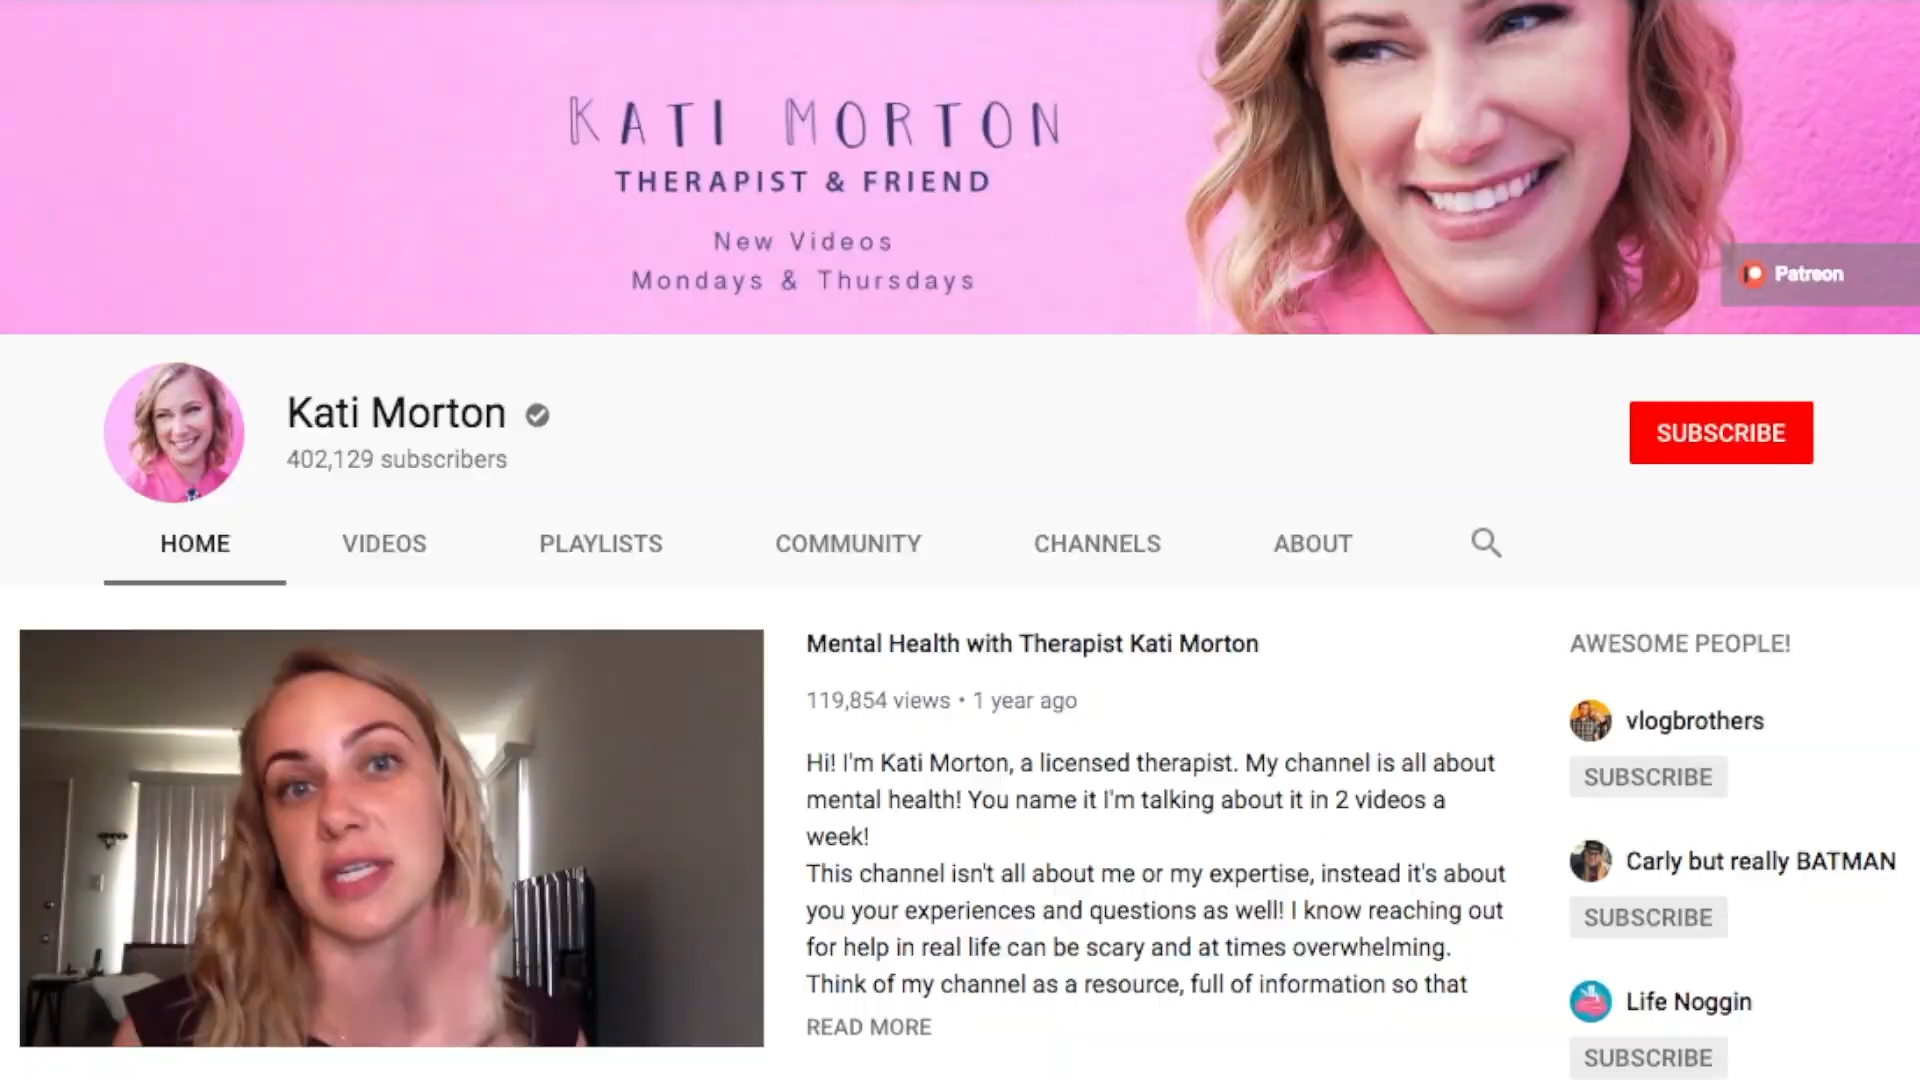 KATI MORTON
THERAPIST & FRIEND
New Videos
Mondays & Thursdays
Patreon
Kati Morton
402,129 subscribers
SUBSCRIBE
HOME
VIDEOS
PLAYLISTS
COMMUNITY
CHANNELS
ABOUT
Mental Health with Therapist Kati Morton
119,854 views • 1 year ago
Hi! I'm Kati Morton, a licensed therapist. My channel is all about
mental health! You name it I'm talking about it in 2 videos a
week!
This channel isn't all about me or my expertise, instead it's about
you your experiences and questions as well! I know reaching out
for help in real life can be scary and at times overwhelming.
Think of my channel as a resource, full of information so that
READ MORE
AWESOME PEOPLE!
vlogbrothers
SUBSCRIBE
Carly but really BATMAN
SUBSCRIBE
Life Noggin
SUBSCRIBE